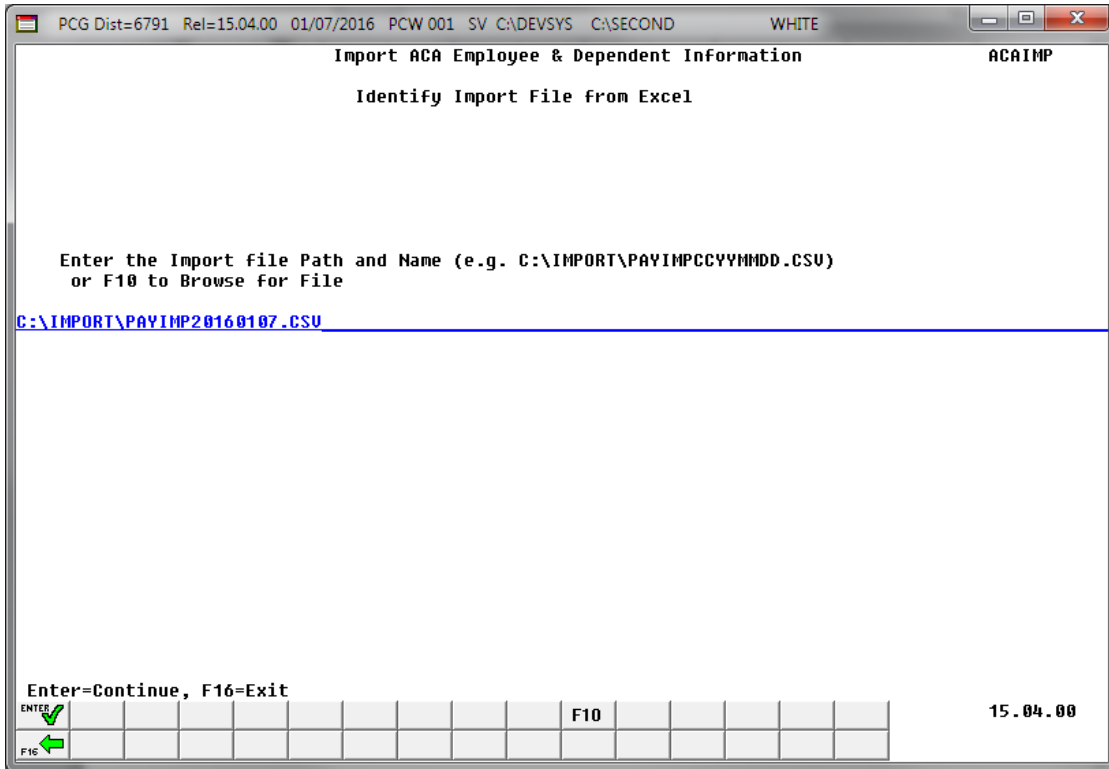 PCG Dist=6791 Rel=15.04.00 01/07/2016 PCW 001 SV C:\DEVSYS C:\SECOND WHITE
Import ACA Employee & Dependent Information ACAIMP
Identify Import File from Excel
Enter the Import file Path and Name (e.g. C:\IMPORT\PAYIMPCCYYMMDD.CSV)
or F10 to Browse for File
C:\IMPORT\PAYIMP20160107.CSV
Enter=Continue, F16=Exit
ENTER F10 15.04.00
F16